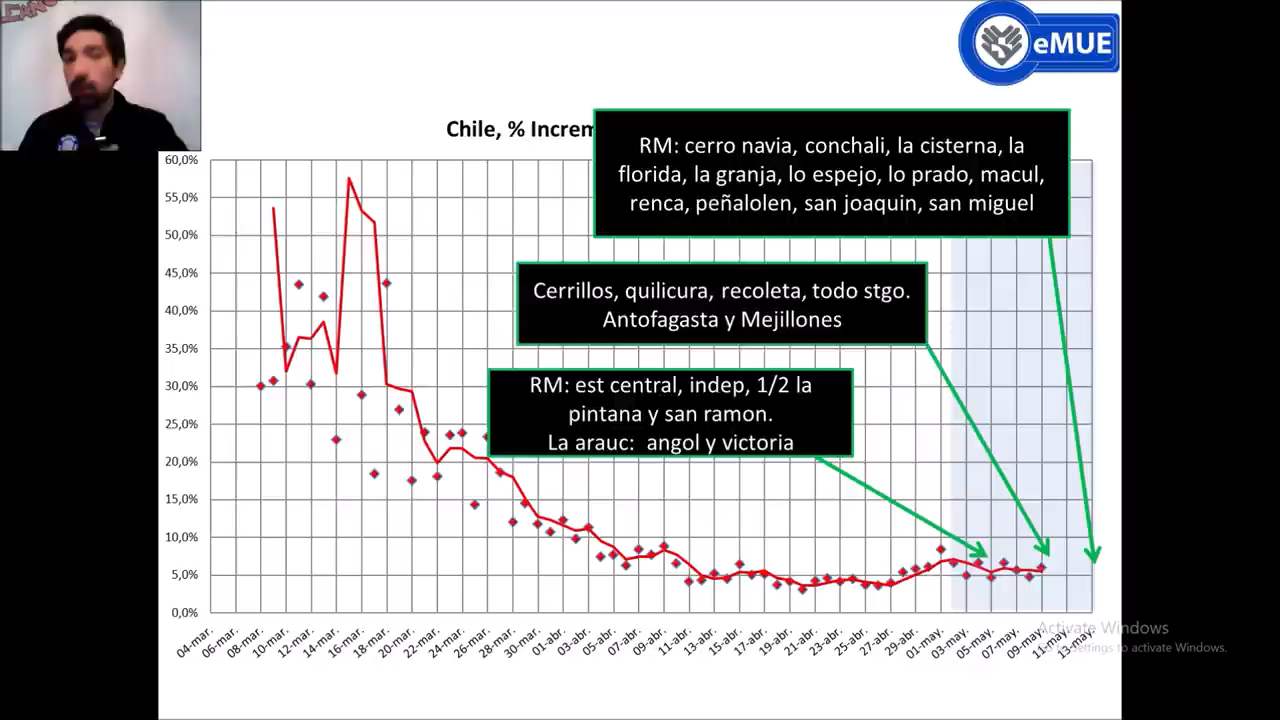 eMUE
Chile, % Increm
RM: cerro navia, conchali, la cisterna, la
florida, la granja, lo espejo, lo prado, macul,
renca, peñalolen, san joaquin, san miguel
Cerrillos, quilicura, recoleta, todo stgo.
Antofagasta y Mejillones
RM: est central, indep, 1/2 la
pintana y san ramon.
La arauc: angol y victoria
60,0%
55,0%
50,0%
45,0%
40,0%
35,0%
30,0%
25,0%
20,0%
15,0%
10,0%
5,0%
0,0%
04-mar.
06-mar.
08-mar.
10-mar.
12-mar.
14-mar.
16-mar.
18-mar.
20-mar.
22-mar.
24-mar.
26-mar.
28-mar.
30-mar.
01-abr.
03-abr.
05-abr.
07-abr.
09-abr.
11-abr.
13-abr.
15-abr.
17-abr.
19-abr.
21-abr.
23-abr.
25-abr.
27-abr.
29-abr.
01-may.
03-may.
05-may.
07-may.
09-may.
11-may.
13-may.
Activate Windows
Settings to activate Windows.